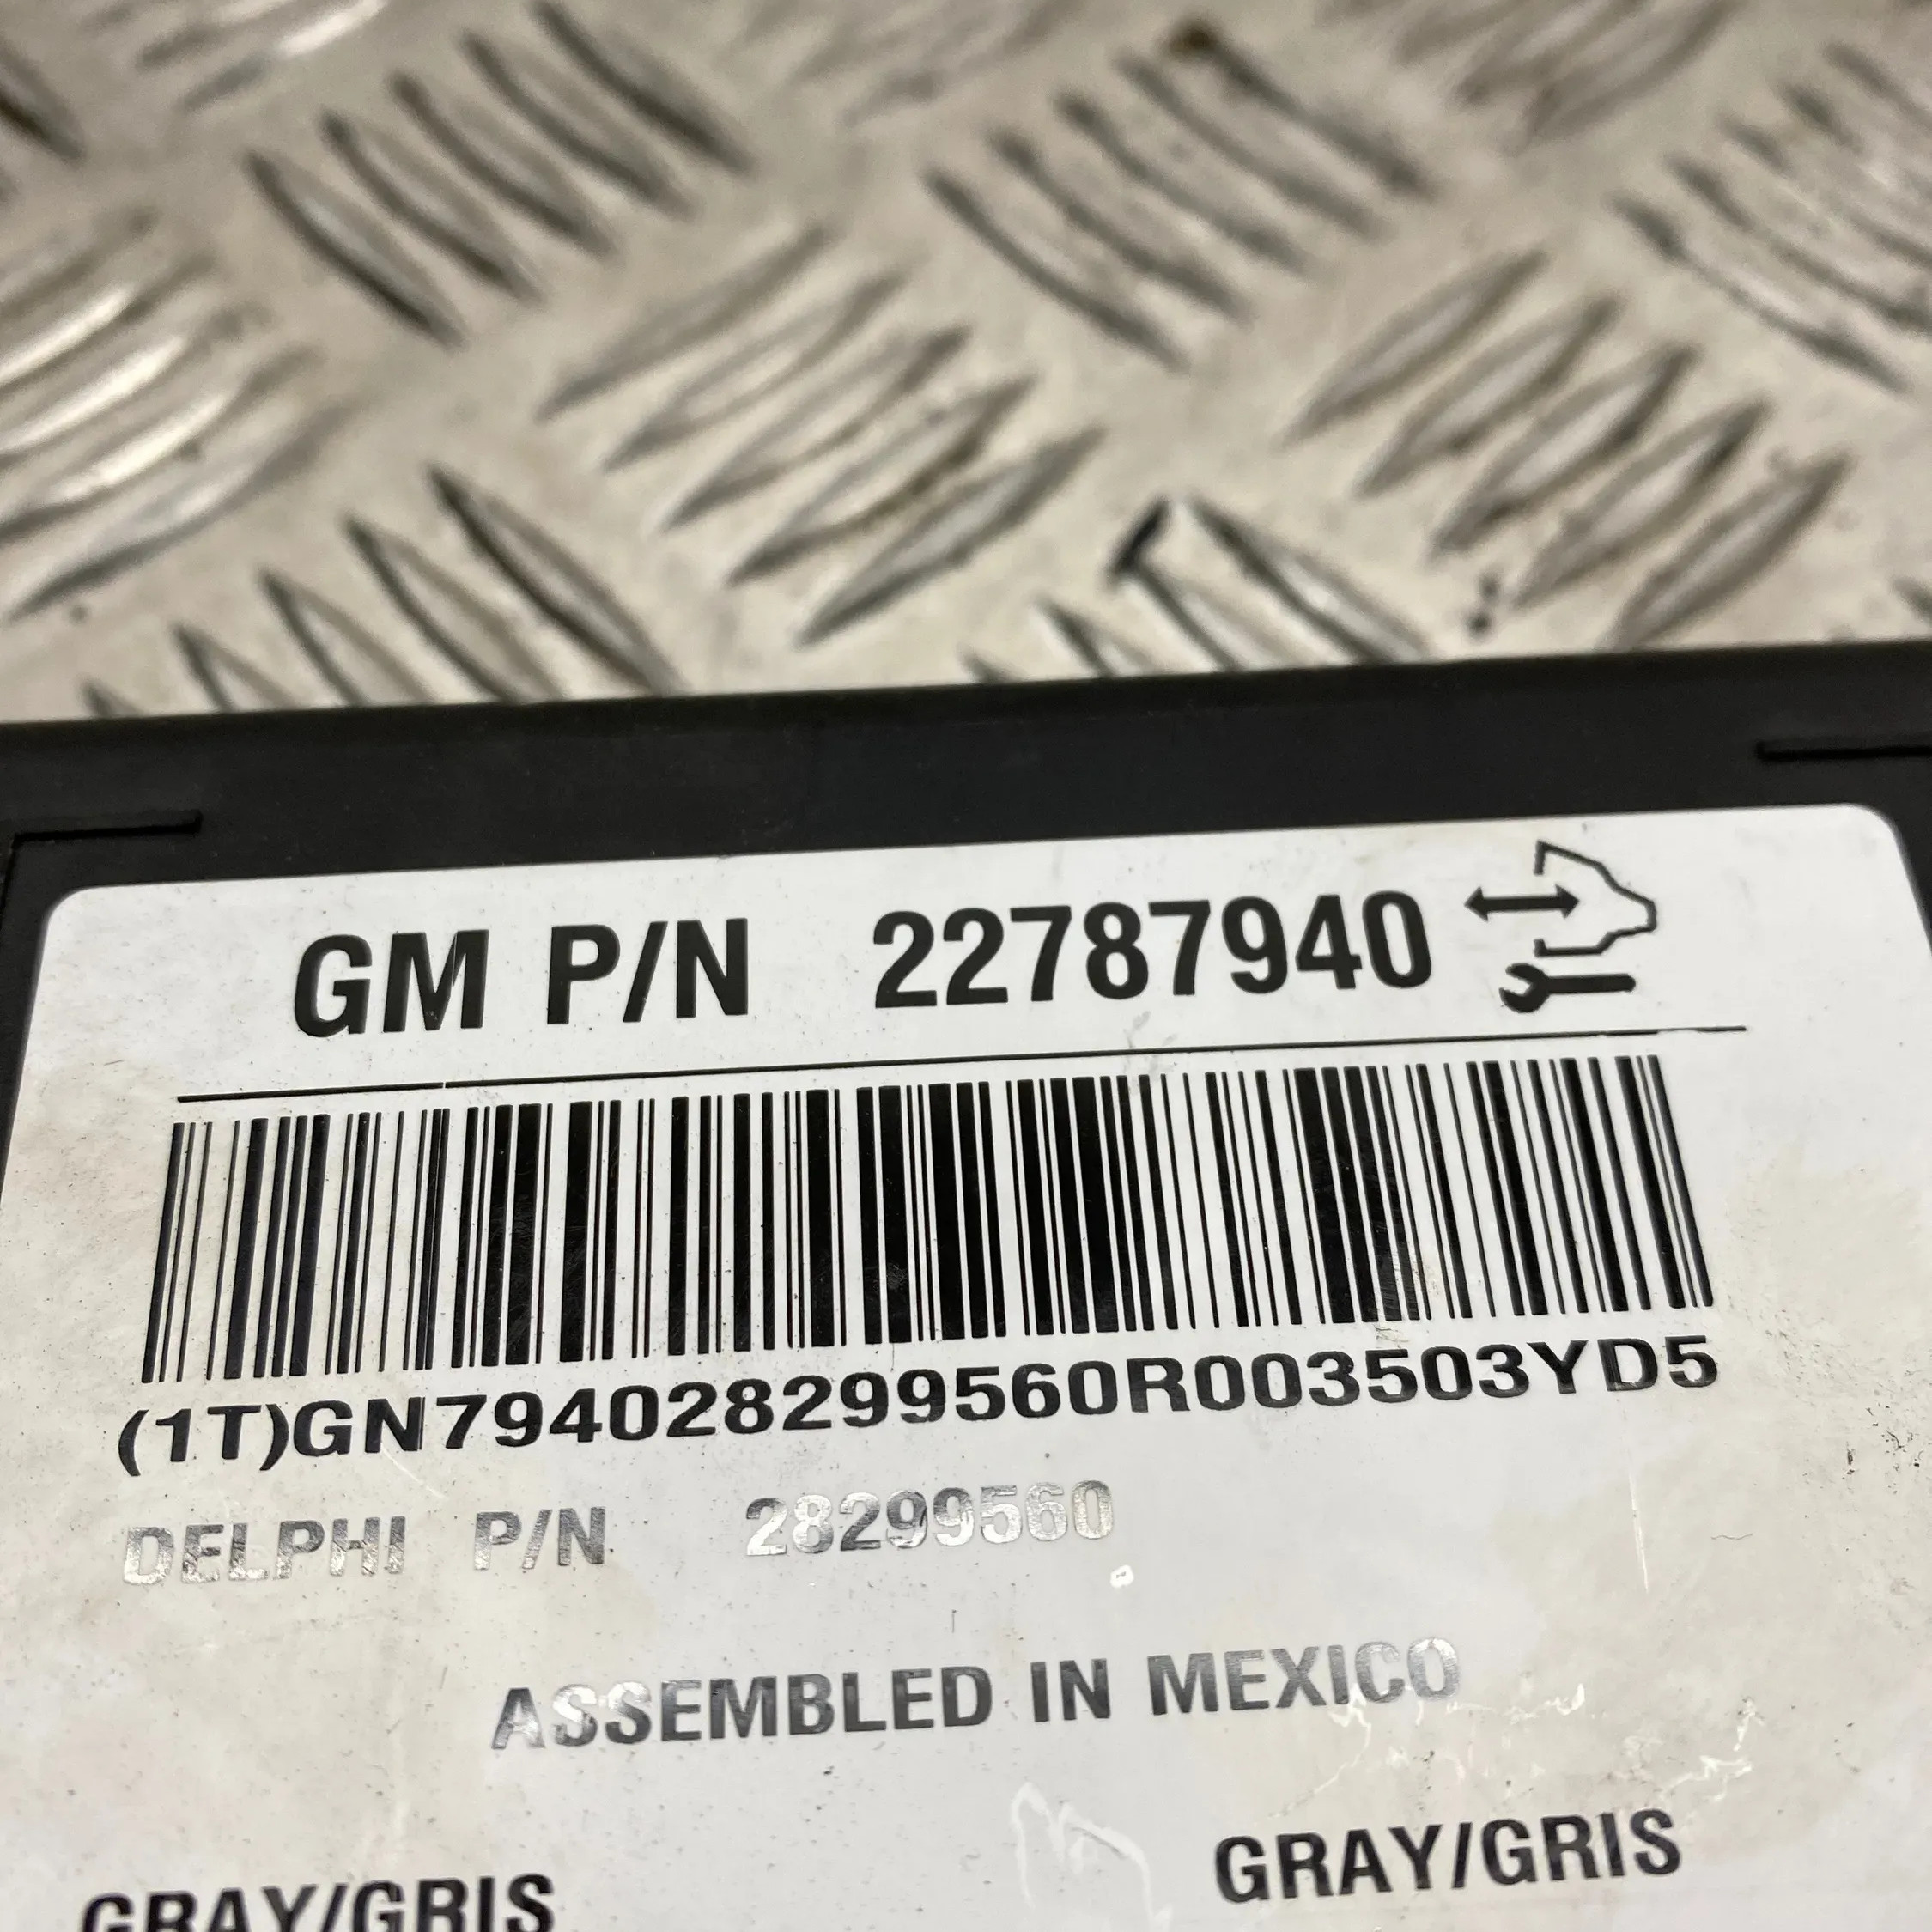 GM P/N 22787940
(1T)GN794028299560R003503YD5
DELPHI P/N 28299560
ASSEMBLED IN MEXICO
GRAY/GRIS
GRAY/GRIS